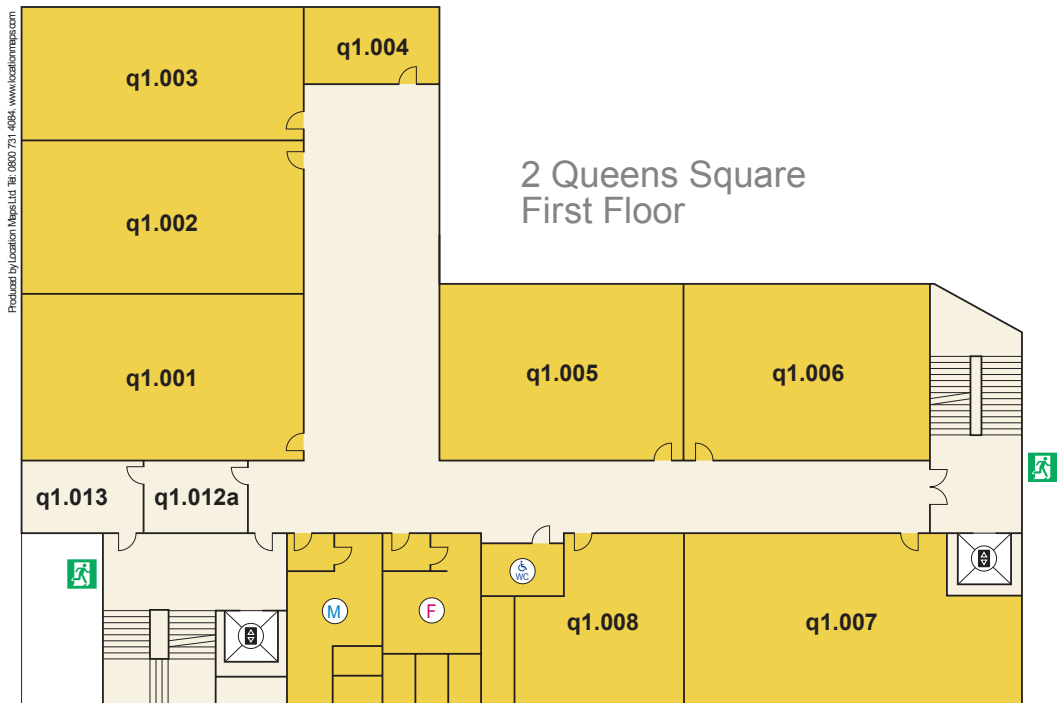 Produced by Location Maps Ltd. Tel: 0800 731 4084. www.locationmaps.com
q1.003
q1.004
2 Queens Square
First Floor
q1.002
q1.001
q1.005
q1.006
q1.013
q1.012a
WC
M
F
q1.008
q1.007